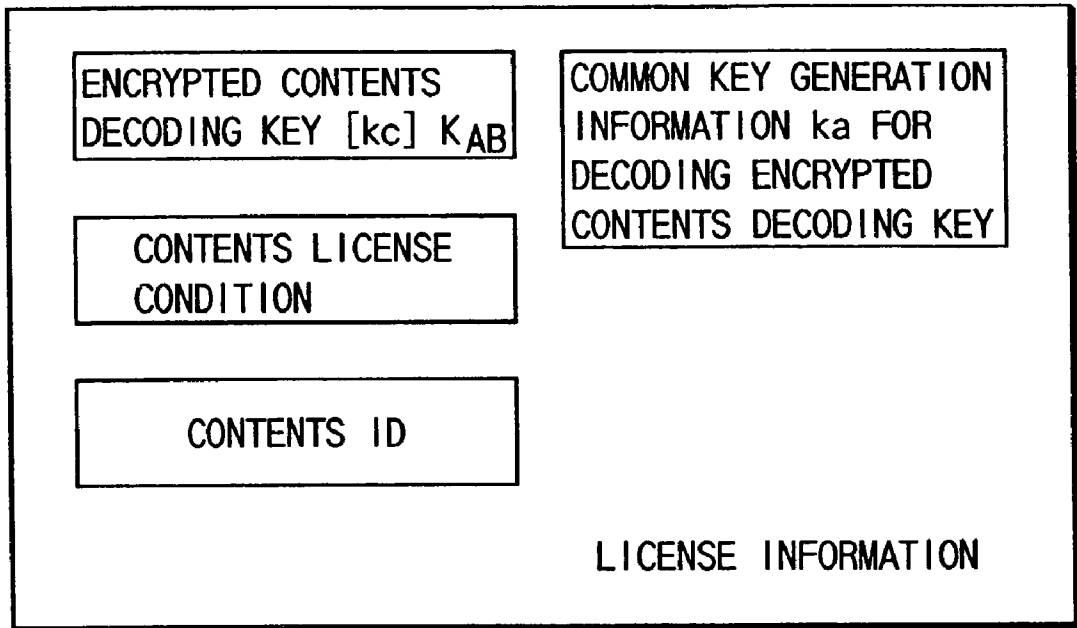 ENCRYPTED CONTENTS
DECODING KEY [kc] KAB
CONTENTS LICENSE
CONDITION
CONTENTS ID
COMMON KEY GENERATION
INFORMATION ka FOR
DECODING ENCRYPTED
CONTENTS DECODING KEY
LICENSE INFORMATION